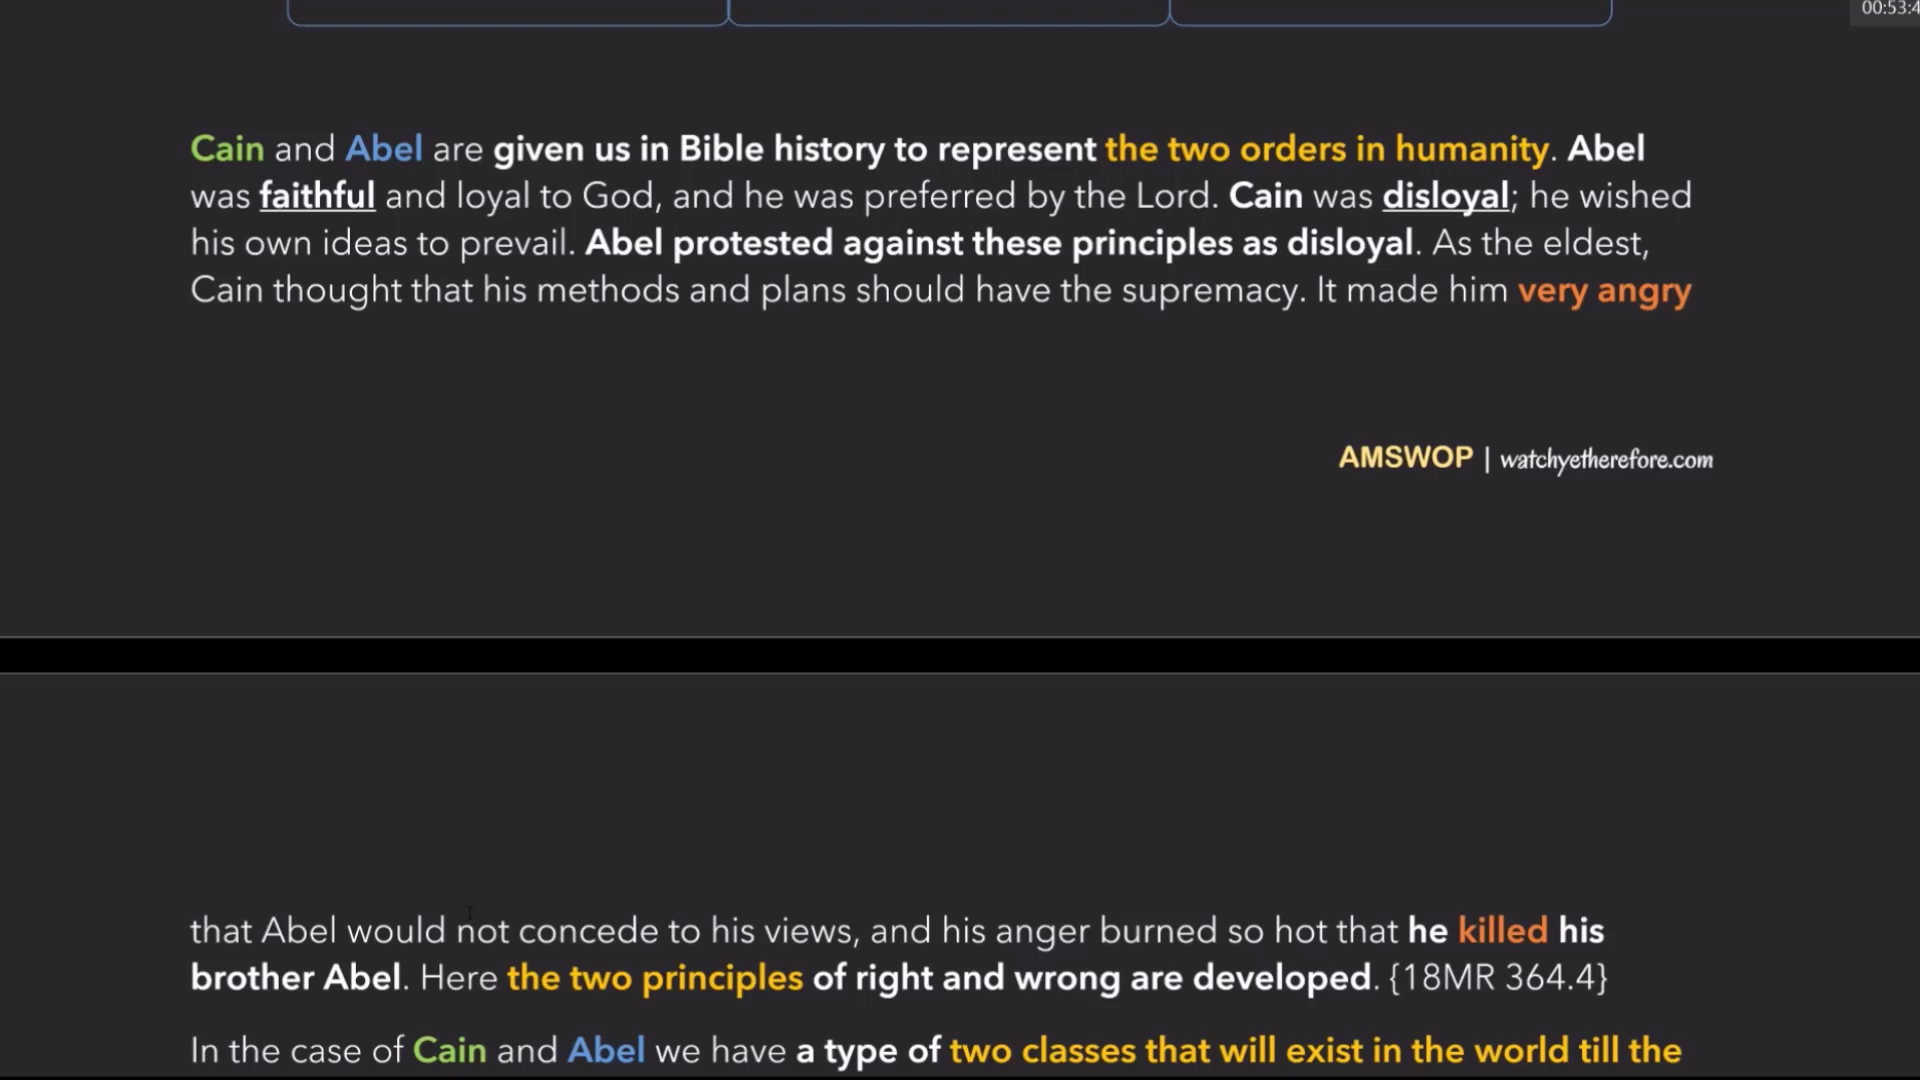 00:53:4
Cain and Abel are given us in Bible history to represent the two orders in humanity. Abel
was faithful and loyal to God, and he was preferred by the Lord. Cain was disloyal; he wished
his own ideas to prevail. Abel protested against these principles as disloyal. As the eldest,
Cain thought that his methods and plans should have the supremacy. It made him very angry
AMSWOP | watchyetherefore.com
that Abel would not concede to his views, and his anger burned so hot that he killed his
brother Abel. Here the two principles of right and wrong are developed. {18MR 364.4}
In the case of Cain and Abel we have a type of two classes that will exist in the world till the